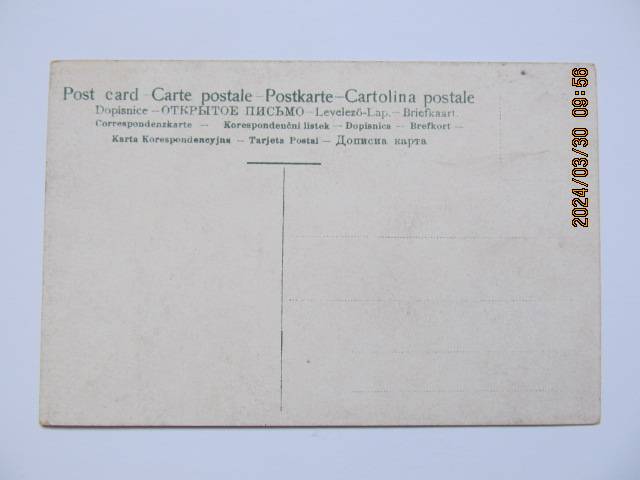 Post card – Carte postale – Postkarte – Cartolina postale
Dopisnice – ОТКРЫТОЕ ПИСЬМО – Levelező-Lap. – Briefkaart.
Correspondenzkarte – Korespondenční listek – Dopisnica – Brefkort –
Karta Korespondencyjna – Tarjeta Postal – Дописна карта
2024/03/30 09:56